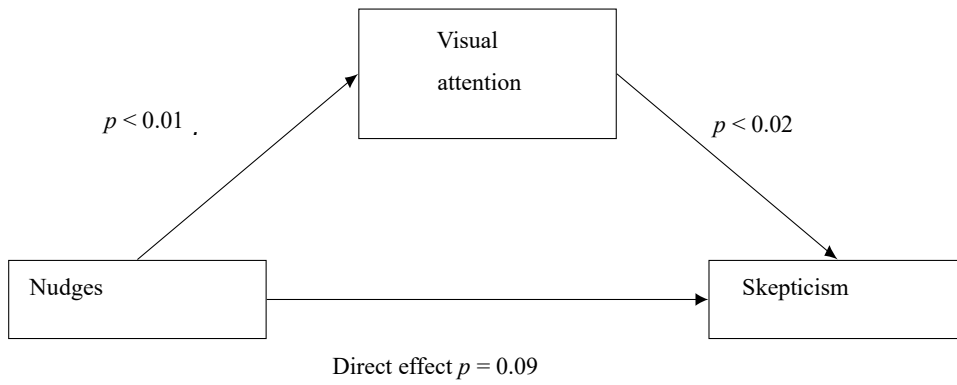 Visual
attention
p < 0.01 .
p < 0.02
Nudges
Skepticism
Direct effect p = 0.09